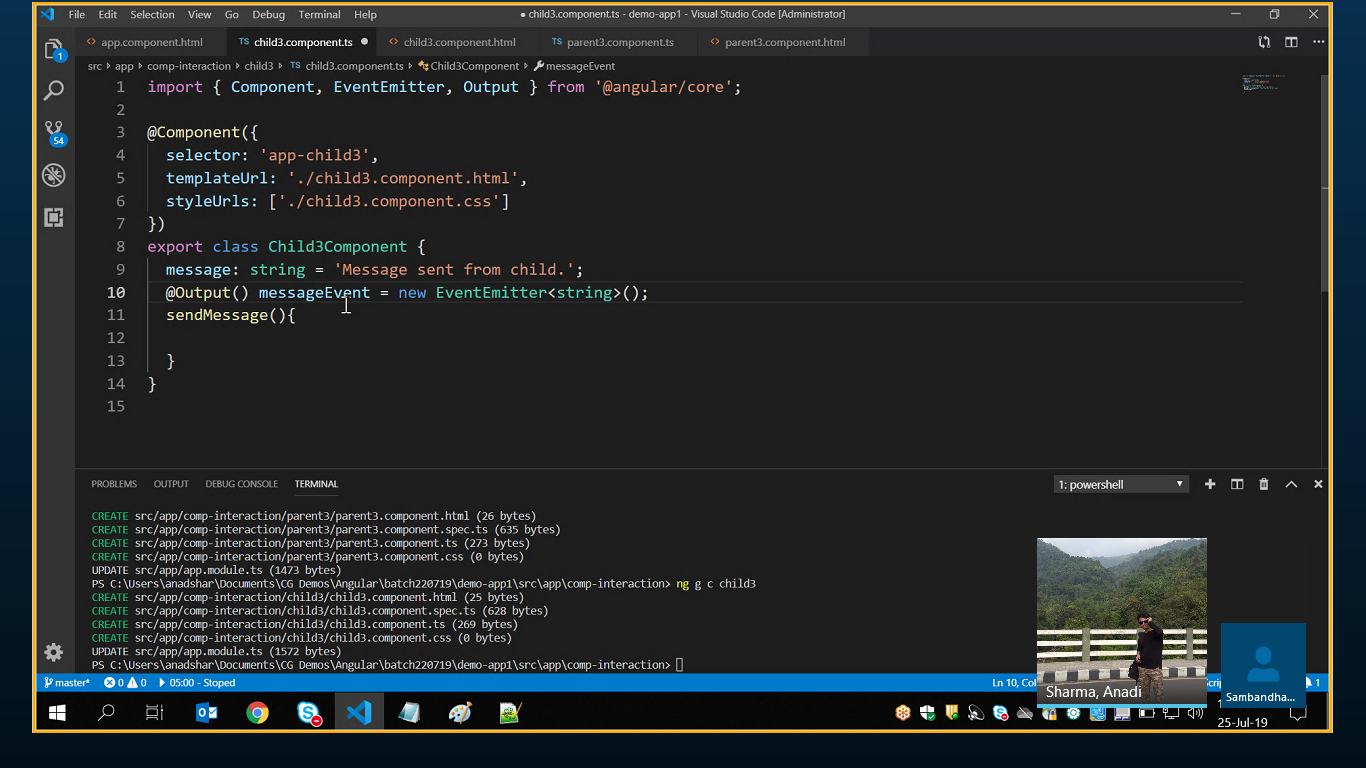 File Edit Selection View Go Debug Terminal Help
● child3.component.ts - demo-app1 - Visual Studio Code [Administrator]
app.component.html
TS child3.component.ts
child3.component.html
TS parent3.component.ts
parent3.component.html
src › app › comp-interaction › child3 › TS child3.component.ts › Child3Component › messageEvent
1 import { Component, EventEmitter, Output } from '@angular/core';
2
3 @Component({
4 selector: 'app-child3',
5 templateUrl: './child3.component.html',
6 styleUrls: ['./child3.component.css']
7 })
8 export class Child3Component {
9 message: string = 'Message sent from child.';
10 @Output() messageEvent = new EventEmitter<string>();
11 sendMessage(){
12
13 }
14 }
15
1
54
PROBLEMS OUTPUT DEBUG CONSOLE TERMINAL
1: powershell
CREATE src/app/comp-interaction/parent3/parent3.component.html (26 bytes)
CREATE src/app/comp-interaction/parent3/parent3.component.spec.ts (635 bytes)
CREATE src/app/comp-interaction/parent3/parent3.component.ts (273 bytes)
CREATE src/app/comp-interaction/parent3/parent3.component.css (0 bytes)
UPDATE src/app/app.module.ts (1473 bytes)
PS C:\Users\anadshar\Documents\CG Demos\Angular\batch220719\demo-app1\src\app\comp-interaction> ng g c child3
CREATE src/app/comp-interaction/child3/child3.component.html (25 bytes)
CREATE src/app/comp-interaction/child3/child3.component.spec.ts (628 bytes)
CREATE src/app/comp-interaction/child3/child3.component.ts (269 bytes)
CREATE src/app/comp-interaction/child3/child3.component.css (0 bytes)
UPDATE src/app/app.module.ts (1572 bytes)
PS C:\Users\anadshar\Documents\CG Demos\Angular\batch220719\demo-app1\src\app\comp-interaction>
Sharma, Anadi
Sambandha...
master* 0 0 05:00 - Stoped
Ln 10, Col
1
25-Jul-19